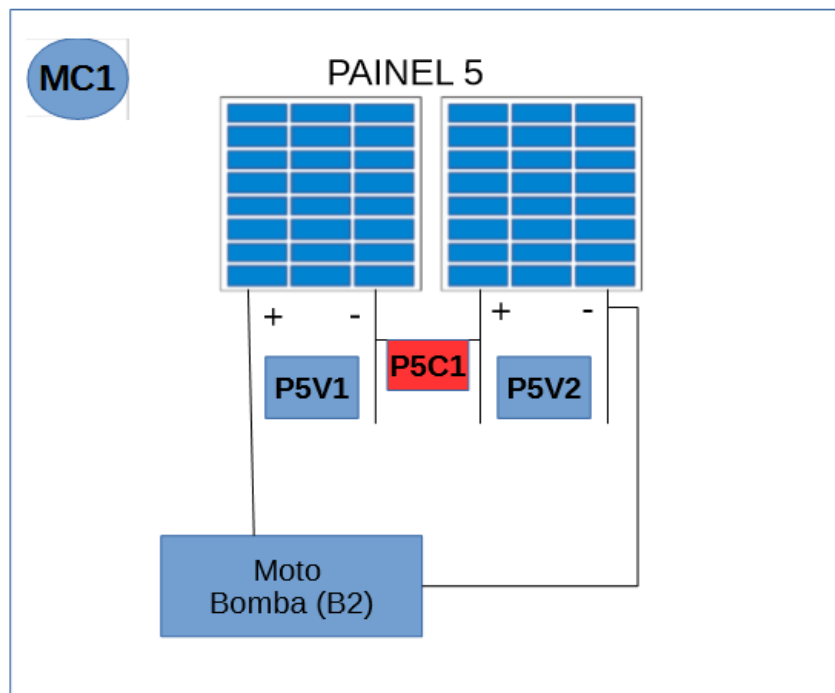 MC1
PAINEL 5
+ -
+ -
P5C1
P5V1
P5V2
Moto
Bomba (B2)